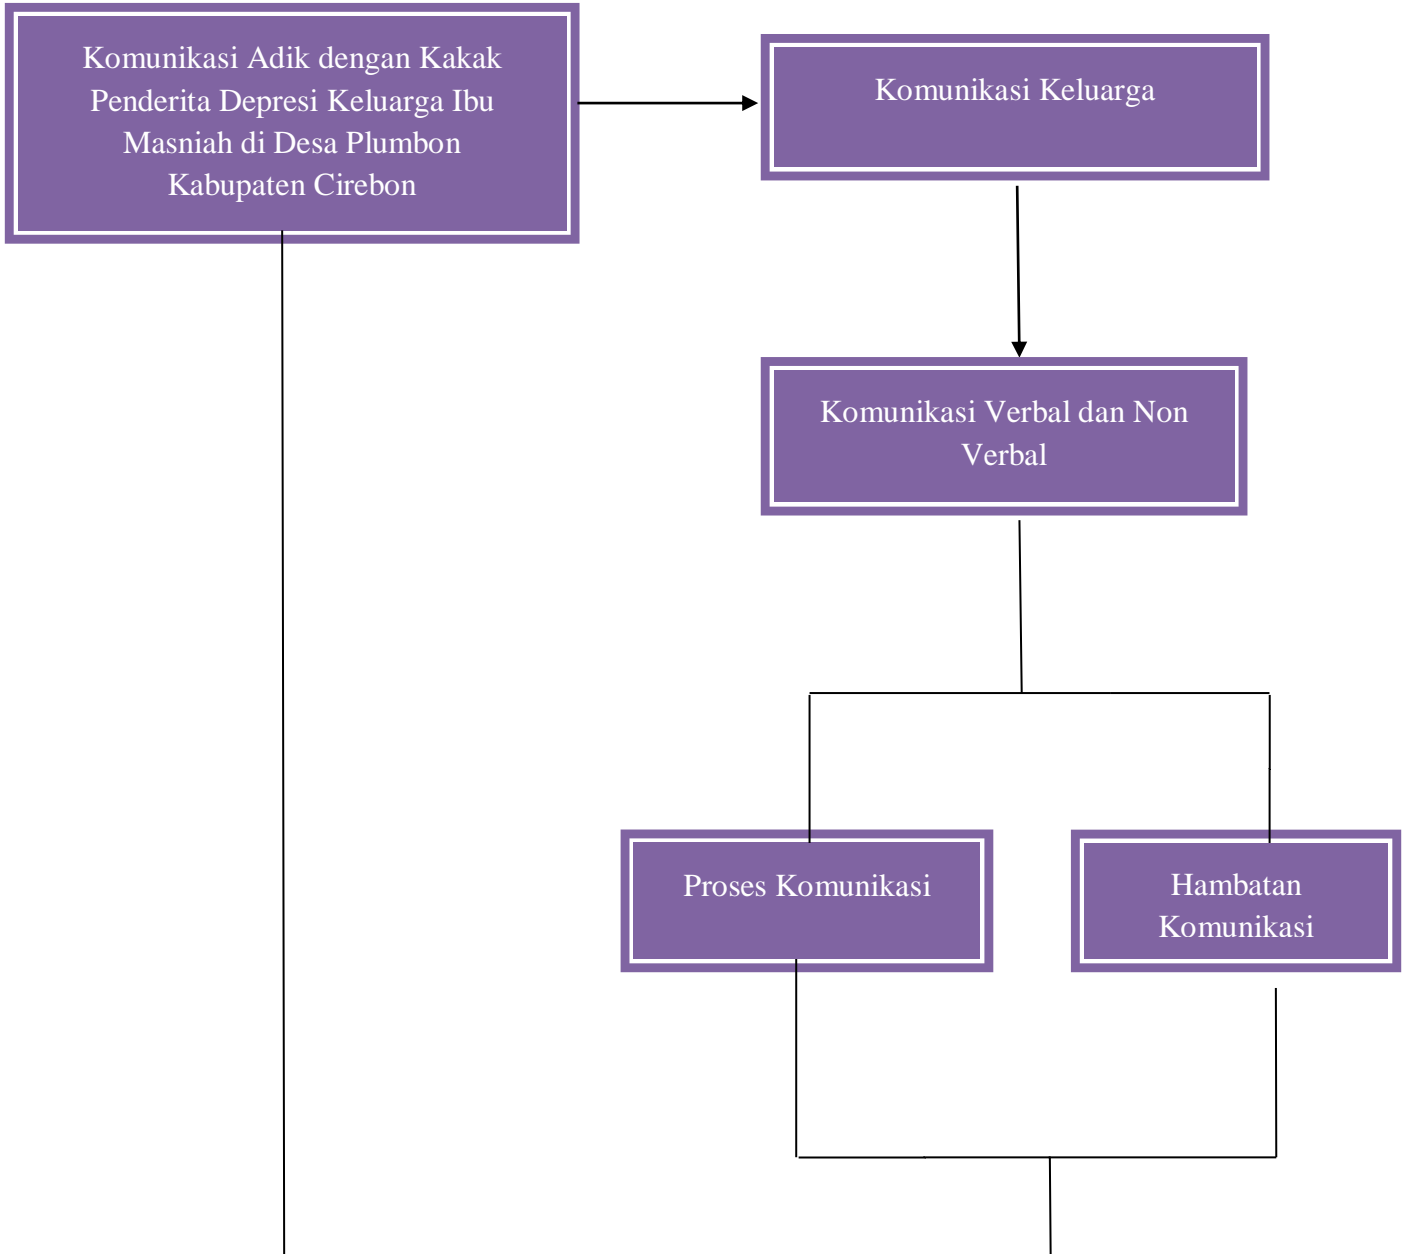 Komunikasi Adik dengan Kakak
Penderita Depresi Keluarga Ibu
Masniah di Desa Plumbon
Kabupaten Cirebon
Komunikasi Keluarga
Komunikasi Verbal dan Non
Verbal
Proses Komunikasi
Hambatan
Komunikasi